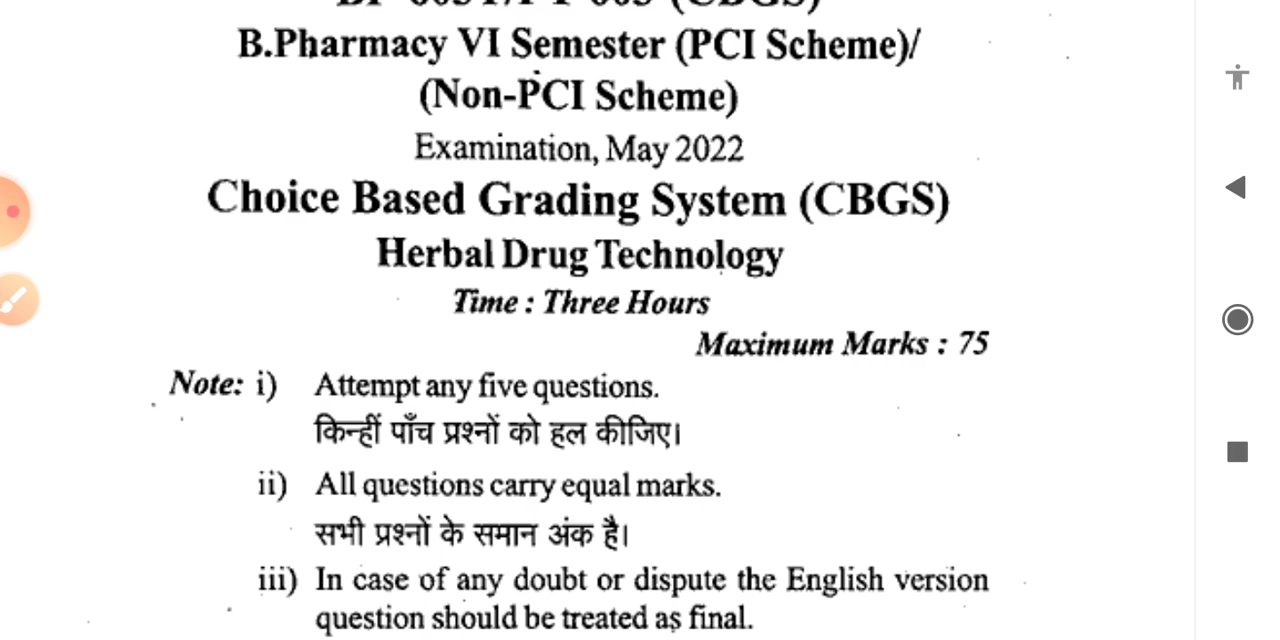 B.Pharmacy VI Semester (PCI Scheme)/
(Non-PCI Scheme)
Examination, May 2022
Choice Based Grading System (CBGS)
Herbal Drug Technology
Time : Three Hours
Maximum Marks : 75
Note: i) Attempt any five questions.
किन्हीं पाँच प्रश्नों को हल कीजिए।
ii) All questions carry equal marks.
सभी प्रश्नों के समान अंक है।
iii) In case of any doubt or dispute the English version
question should be treated as final.